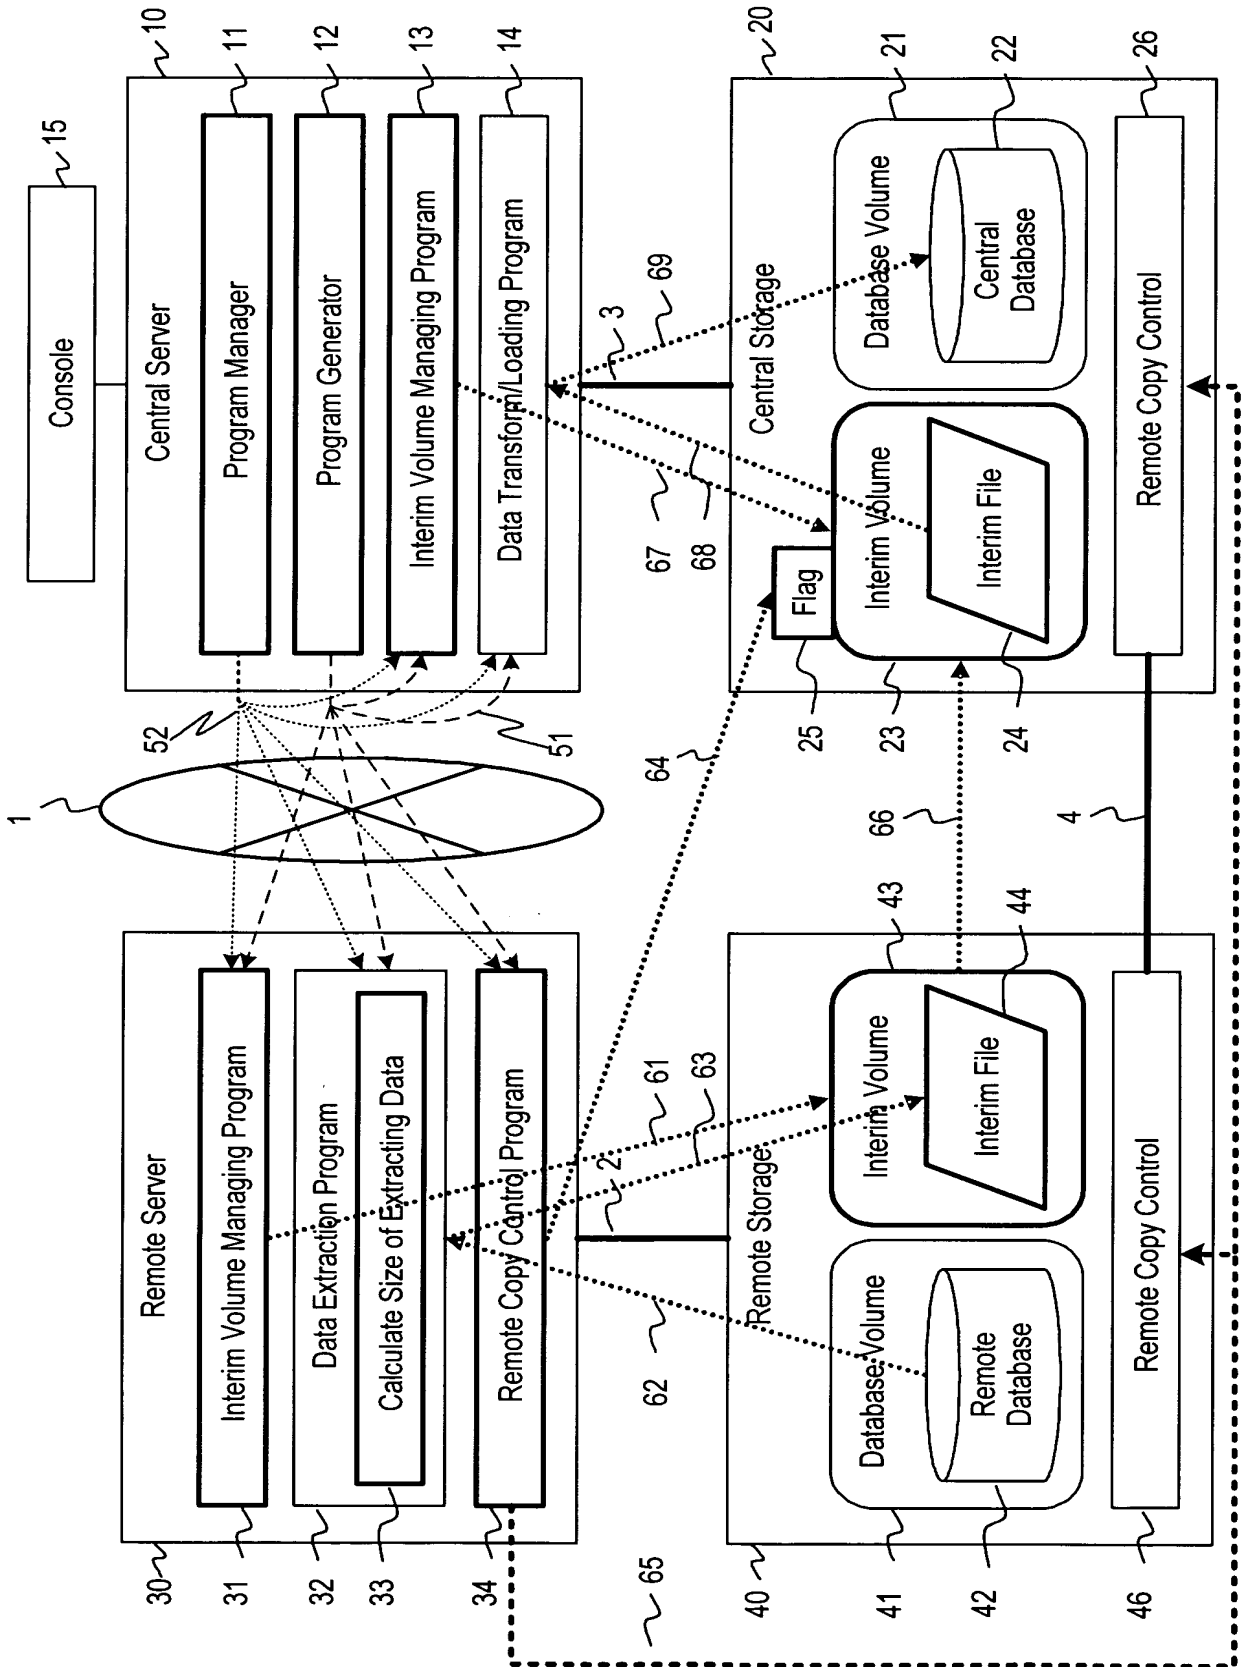 Console
15
Central Server
10
Program Manager
11
Program Generator
12
Interim Volume Managing Program
13
Data Transform/Loading Program
14
52
51
1
Remote Server
30
Interim Volume Managing Program
31
Data Extraction Program
32
Calculate Size of Extracting Data
33
Remote Copy Control Program
34
2
3
61
62
63
64
65
66
67
68
69
Central Storage
20
Database Volume
21
Central
Database
22
Interim Volume
23
Interim File
24
Flag
25
Remote Copy Control
26
4
Remote Storage
40
Database Volume
41
Remote
Database
42
Interim Volume
43
Interim File
44
Remote Copy Control
46